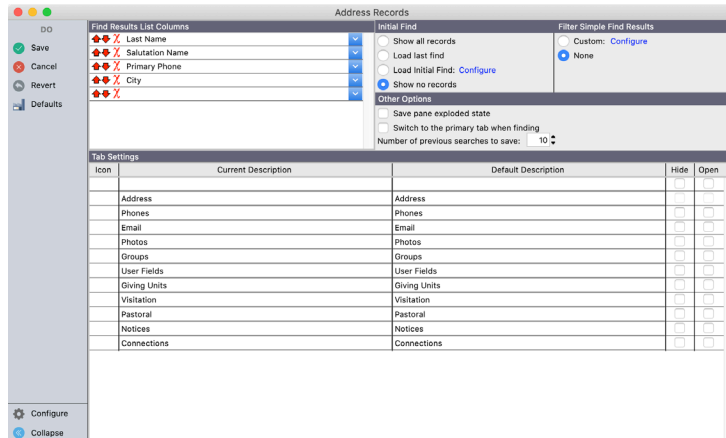 Address Records
DO
Save
Cancel
Revert
Defaults
Configure
Collapse
Find Results List Columns
Last Name
Salutation Name
Primary Phone
City
Initial Find
Show all records
Load last find
Load Initial Find: Configure
Show no records
Filter Simple Find Results
Custom: Configure
None
Other Options
Save pane exploded state
Switch to the primary tab when finding
Number of previous searches to save: 10
Tab Settings
Icon Current Description Default Description Hide Open
Address Address
Phones Phones
Email Email
Photos Photos
Groups Groups
User Fields User Fields
Giving Units Giving Units
Visitation Visitation
Pastoral Pastoral
Notices Notices
Connections Connections